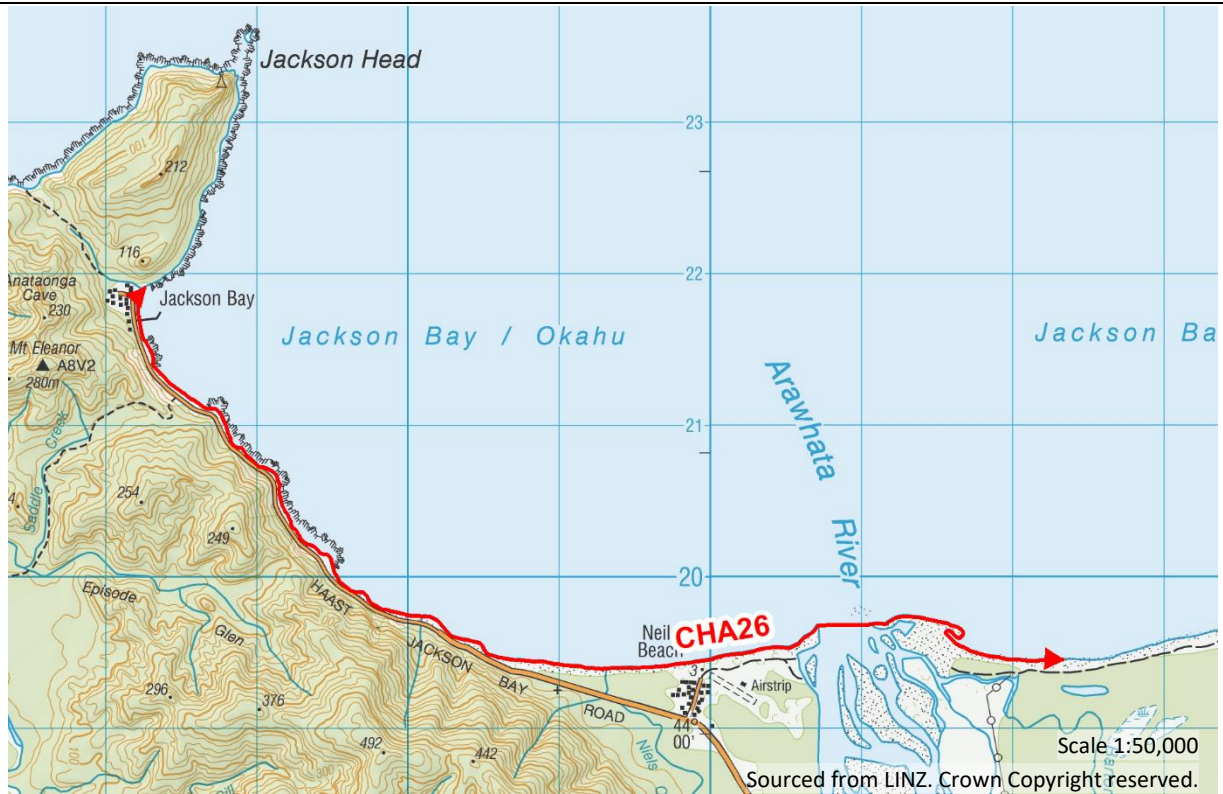 Jackson Head
23
100
212
116
22
Anataonga
Cave
230
Jackson Bay
Mt Eleanor
A8V2
280m
Jackson Bay / Okahu
Jackson Ba
Arawhata
River
21
Saddle
Creek
254
249
20
Episode
Glen
HAAST
JACKSON
BAY
ROAD
Neil
Beach
CHA26
3
Airstrip
44°
00'
296
376
492
442
Niels
Scale 1:50,000
Sourced from LINZ. Crown Copyright reserved.